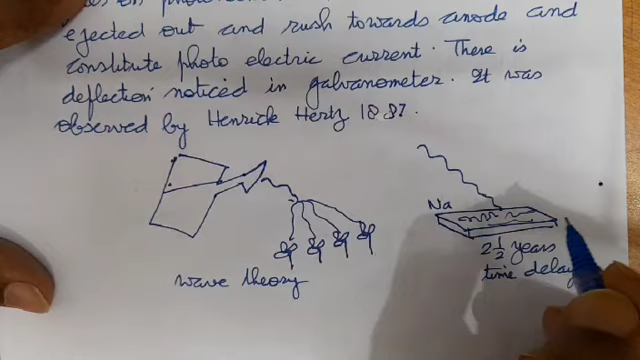 ejected out and rush towards anode and
constitute photo electric current. There is
deflection noticed in galvanometer. It was
observed by Henrick Hertz 1887.
Na
2 1/2 years
time delay
wave theory